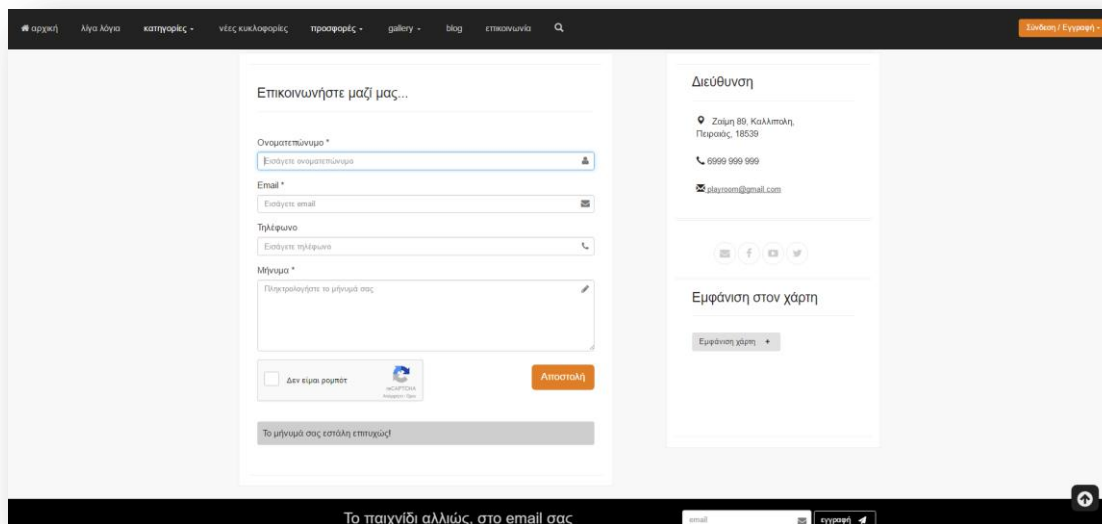 αρχική λίγα λόγια κατηγορίες νέες κυκλοφορίες προσφορές gallery blog επικοινωνία Σύνδεση / Εγγραφή
Επικοινωνήστε μαζί μας...
Ονοματεπώνυμο *
Εισάγετε ονοματεπώνυμο
Email *
Εισάγετε email
Τηλέφωνο
Εισάγετε τηλέφωνο
Μήνυμα *
Πληκτρολογήστε το μήνυμά σας
Δεν είμαι ρομπότ
reCAPTCHA
Απόρρητο - Όροι
Αποστολή
Το μήνυμά σας εστάλη επιτυχώς!
Διεύθυνση
Ζαΐμη 89, Καλλιπολη,
Πειραιάς, 18539
6999 999 999
playroom@gmail.com
Εμφάνιση στον χάρτη
Εμφάνιση χάρτη +
Το παιχνίδι αλλιώς, στο email σας
email εγγραφή